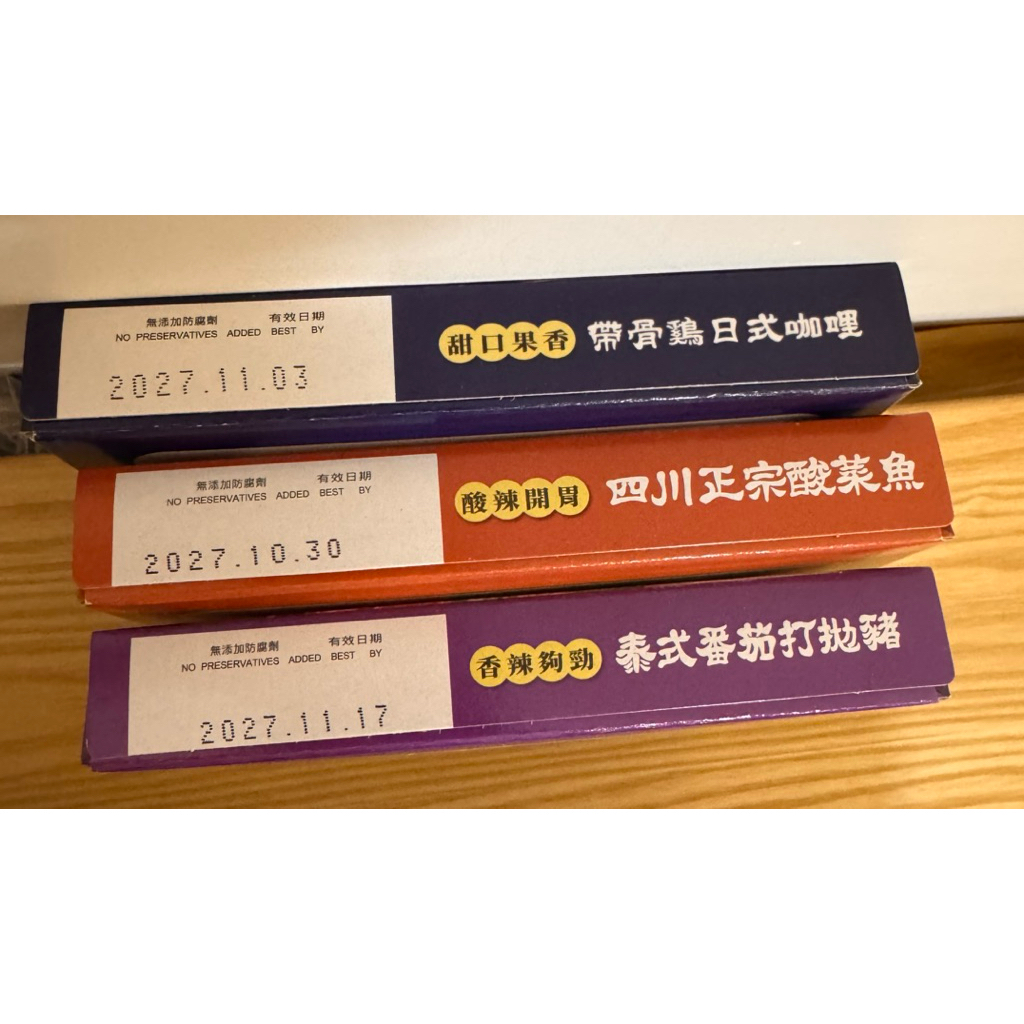 無添加防腐劑 有效日期
NO PRESERVATIVES ADDED BEST BY
2027.11.03
甜口果香 帶骨鷄日式咖哩
無添加防腐劑 有效日期
NO PRESERVATIVES ADDED BEST BY
2027.10.30
酸辣開胃 四川正宗酸菜魚
無添加防腐劑 有效日期
NO PRESERVATIVES ADDED BEST BY
2027.11.17
香辣夠勁 泰式番茄打拋豬